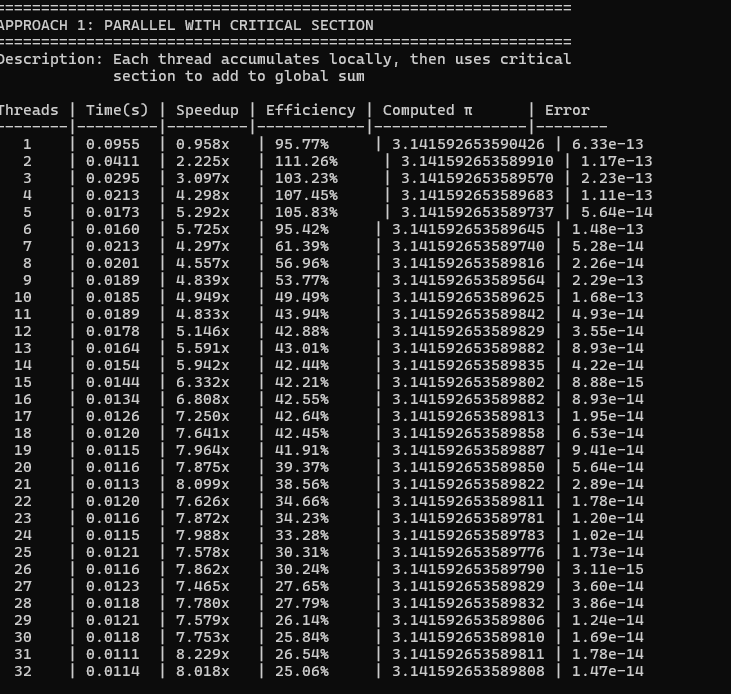 ================================================================
APPROACH 1: PARALLEL WITH CRITICAL SECTION
================================================================
Description: Each thread accumulates locally, then uses critical
             section to add to global sum
Threads | Time(s) | Speedup | Efficiency | Computed π      | Error
--------|---------|---------|------------|-----------------|--------
   1    | 0.0955  | 0.958x  | 95.77%     | 3.141592653590426 | 6.33e-13
   2    | 0.0411  | 2.225x  | 111.26%     | 3.141592653589910 | 1.17e-13
   3    | 0.0295  | 3.097x  | 103.23%     | 3.141592653589570 | 2.23e-13
   4    | 0.0213  | 4.298x  | 107.45%     | 3.141592653589683 | 1.11e-13
   5    | 0.0173  | 5.292x  | 105.83%     | 3.141592653589737 | 5.64e-14
   6    | 0.0160  | 5.725x  | 95.42%     | 3.141592653589645 | 1.48e-13
   7    | 0.0213  | 4.297x  | 61.39%     | 3.141592653589740 | 5.28e-14
   8    | 0.0201  | 4.557x  | 56.96%     | 3.141592653589816 | 2.26e-14
   9    | 0.0189  | 4.839x  | 53.77%     | 3.141592653589564 | 2.29e-13
  10    | 0.0185  | 4.949x  | 49.49%     | 3.141592653589625 | 1.68e-13
  11    | 0.0189  | 4.833x  | 43.94%     | 3.141592653589842 | 4.93e-14
  12    | 0.0178  | 5.146x  | 42.88%     | 3.141592653589829 | 3.55e-14
  13    | 0.0164  | 5.591x  | 43.01%     | 3.141592653589882 | 8.93e-14
  14    | 0.0154  | 5.942x  | 42.44%     | 3.141592653589835 | 4.22e-14
  15    | 0.0144  | 6.332x  | 42.21%     | 3.141592653589802 | 8.88e-15
  16    | 0.0134  | 6.808x  | 42.55%     | 3.141592653589882 | 8.93e-14
  17    | 0.0126  | 7.250x  | 42.64%     | 3.141592653589813 | 1.95e-14
  18    | 0.0120  | 7.641x  | 42.45%     | 3.141592653589858 | 6.53e-14
  19    | 0.0115  | 7.964x  | 41.91%     | 3.141592653589887 | 9.41e-14
  20    | 0.0116  | 7.875x  | 39.37%     | 3.141592653589850 | 5.64e-14
  21    | 0.0113  | 8.099x  | 38.56%     | 3.141592653589822 | 2.89e-14
  22    | 0.0120  | 7.626x  | 34.66%     | 3.141592653589811 | 1.78e-14
  23    | 0.0116  | 7.872x  | 34.23%     | 3.141592653589781 | 1.20e-14
  24    | 0.0115  | 7.988x  | 33.28%     | 3.141592653589783 | 1.02e-14
  25    | 0.0121  | 7.578x  | 30.31%     | 3.141592653589776 | 1.73e-14
  26    | 0.0116  | 7.862x  | 30.24%     | 3.141592653589790 | 3.11e-15
  27    | 0.0123  | 7.465x  | 27.65%     | 3.141592653589829 | 3.60e-14
  28    | 0.0118  | 7.780x  | 27.79%     | 3.141592653589832 | 3.86e-14
  29    | 0.0121  | 7.579x  | 26.14%     | 3.141592653589806 | 1.24e-14
  30    | 0.0118  | 7.753x  | 25.84%     | 3.141592653589810 | 1.69e-14
  31    | 0.0111  | 8.229x  | 26.54%     | 3.141592653589811 | 1.78e-14
  32    | 0.0114  | 8.018x  | 25.06%     | 3.141592653589808 | 1.47e-14